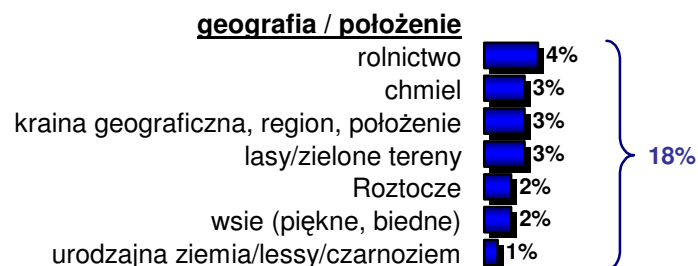 geografia / położenie
rolnictwo 4%
chmiel 3%
kraina geograficzna, region, położenie 3%
lasy/zielone tereny 3% 18%
Roztocze 2%
wsie (piękne, biedne) 2%
urodzajna ziemia/lessy/czarnoziem 1%